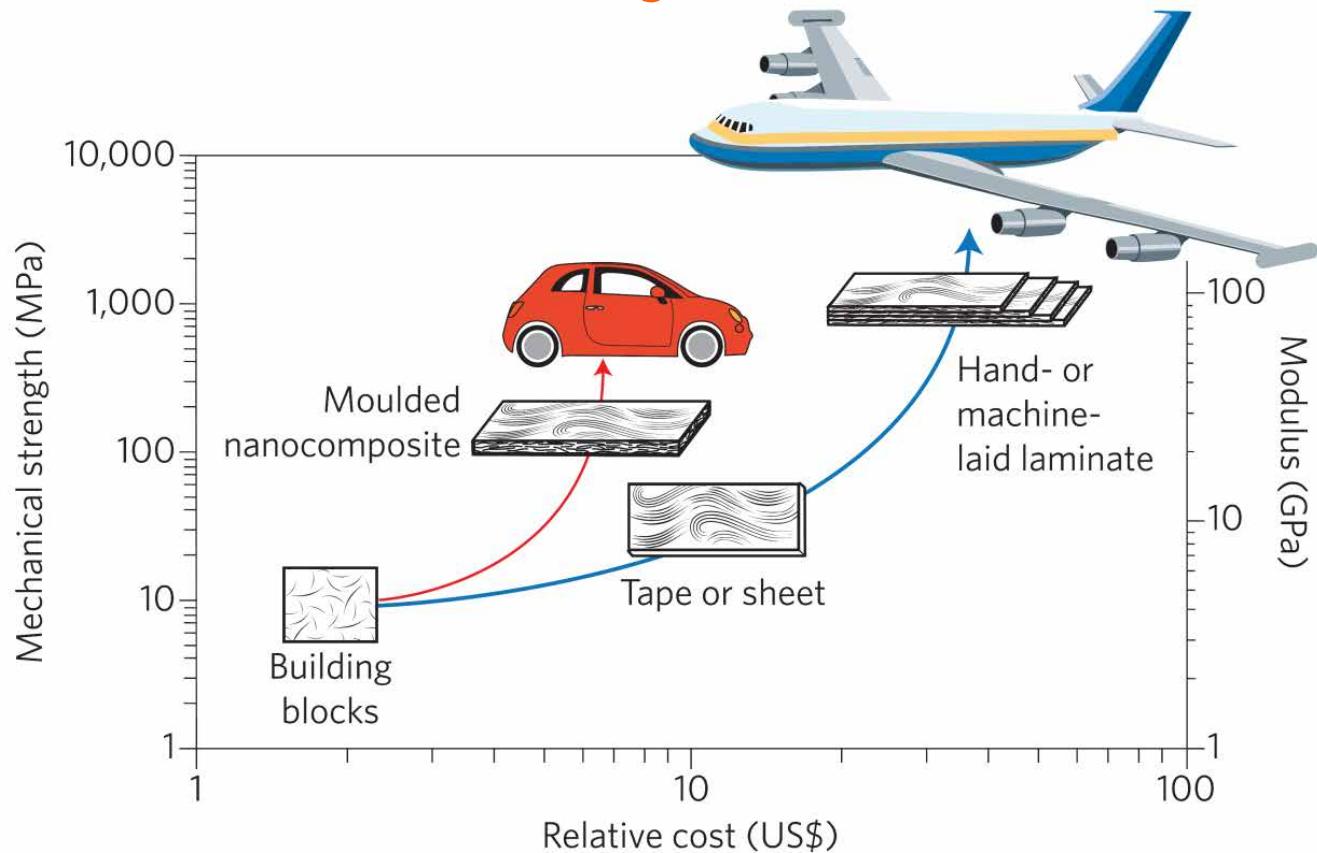 10,000
1,000
100
10
1
Mechanical strength (MPa)
Moulded
nanocomposite
Hand- or
machine-
laid laminate
Tape or sheet
Building
blocks
100
10
1
Modulus (GPa)
1
10
100
Relative cost (US$)